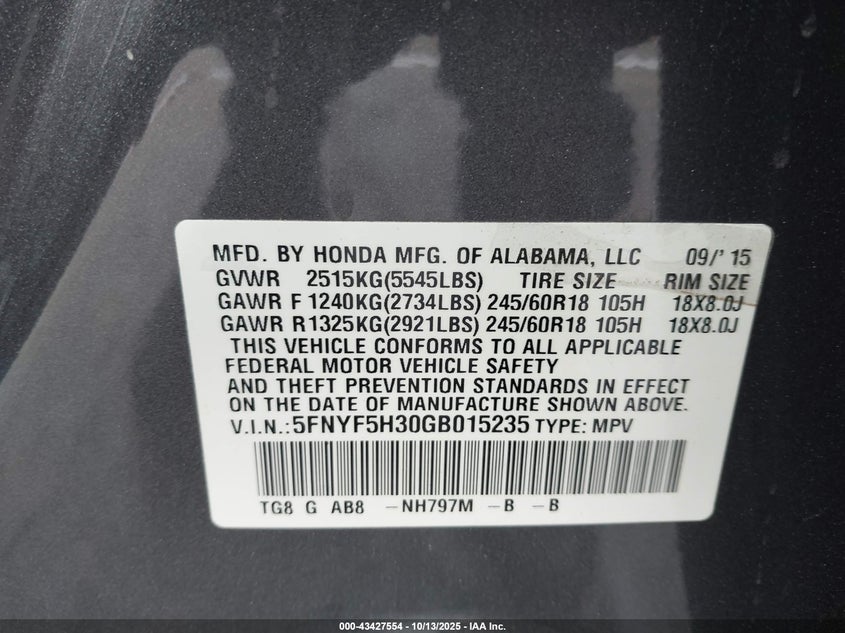 MFD. BY HONDA MFG. OF ALABAMA, LLC 09/' 15
GVWR 2515KG(5545LBS) TIRE SIZE RIM SIZE
GAWR F 1240KG(2734LBS) 245/60R18 105H 18X8.0J
GAWR R1325KG(2921LBS) 245/60R18 105H 18X8.0J
THIS VEHICLE CONFORMS TO ALL APPLICABLE
FEDERAL MOTOR VEHICLE SAFETY
AND THEFT PREVENTION STANDARDS IN EFFECT
ON THE DATE OF MANUFACTURE SHOWN ABOVE.
V.I.N.:5FNYF5H30GB015235 TYPE: MPV
TG8 G AB8 –NH797M –B –B
000-43427554 - 10/13/2025 - IAA Inc.